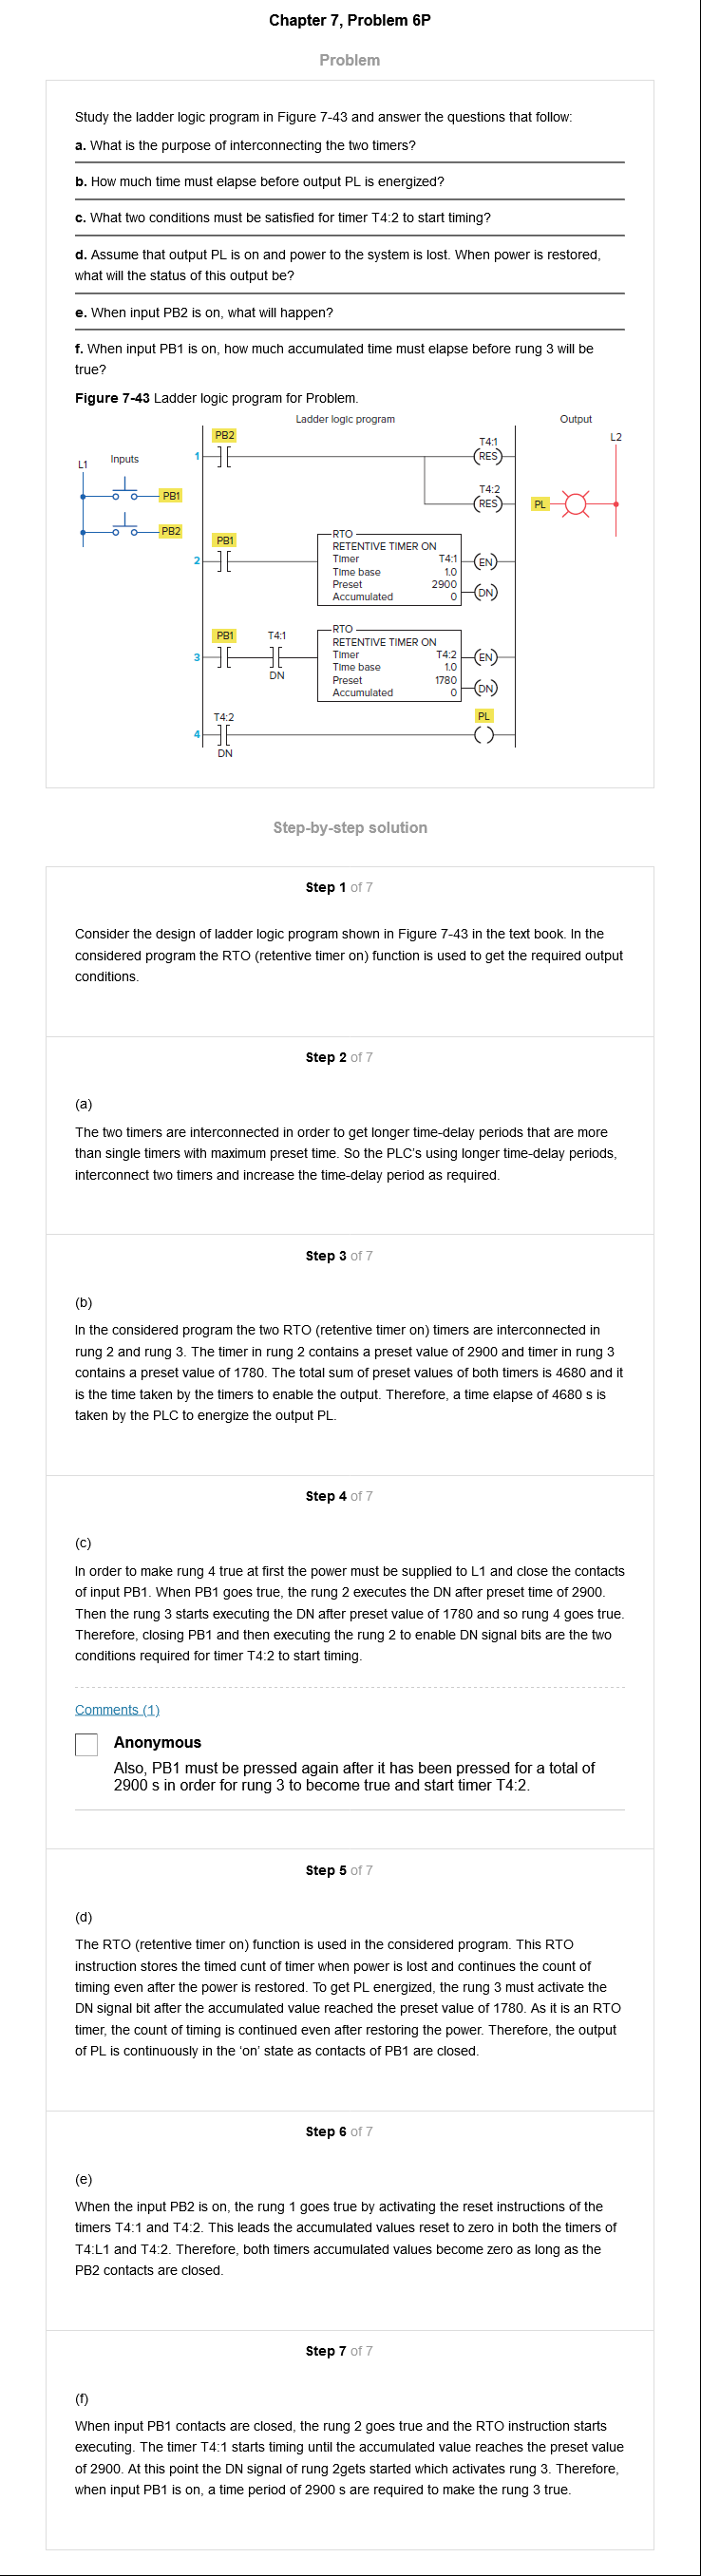 Chapter 7, Problem 6P
Problem
Study the ladder logic program in Figure 7-43 and answer the questions that follow:
a. What is the purpose of interconnecting the two timers?
b. How much time must elapse before output PL is energized?
c. What two conditions must be satisfied for timer T4:2 to start timing?
d. Assume that output PL is on and power to the system is lost. When power is restored,
what will the status of this output be?
e. When input PB2 is on, what will happen?
f. When input PB1 is on, how much accumulated time must elapse before rung 3 will be
true?
Figure 7-43 Ladder logic program for Problem.
Ladder logic program
Output
L1
Inputs
PB1
PB2
PB2
1
T4:1
RES
T4:2
RES
L2
PL
PB1
2
RTO
RETENTIVE TIMER ON
Timer T4:1
Time base 1.0
Preset 2900
Accumulated 0
EN
DN
PB1
T4:1
3
DN
RTO
RETENTIVE TIMER ON
Timer T4:2
Time base 1.0
Preset 1780
Accumulated 0
EN
DN
T4:2
4
DN
PL
Step-by-step solution
Step 1 of 7
Consider the design of ladder logic program shown in Figure 7-43 in the text book. In the
considered program the RTO (retentive timer on) function is used to get the required output
conditions.
Step 2 of 7
(a)
The two timers are interconnected in order to get longer time-delay periods that are more
than single timers with maximum preset time. So the PLC's using longer time-delay periods,
interconnect two timers and increase the time-delay period as required.
Step 3 of 7
(b)
In the considered program the two RTO (retentive timer on) timers are interconnected in
rung 2 and rung 3. The timer in rung 2 contains a preset value of 2900 and timer in rung 3
contains a preset value of 1780. The total sum of preset values of both timers is 4680 and it
is the time taken by the timers to enable the output. Therefore, a time elapse of 4680 s is
taken by the PLC to energize the output PL.
Step 4 of 7
(c)
In order to make rung 4 true at first the power must be supplied to L1 and close the contacts
of input PB1. When PB1 goes true, the rung 2 executes the DN after preset time of 2900.
Then the rung 3 starts executing the DN after preset value of 1780 and so rung 4 goes true.
Therefore, closing PB1 and then executing the rung 2 to enable DN signal bits are the two
conditions required for timer T4:2 to start timing.
Comments (1)
Anonymous
Also, PB1 must be pressed again after it has been pressed for a total of
2900 s in order for rung 3 to become true and start timer T4:2.
Step 5 of 7
(d)
The RTO (retentive timer on) function is used in the considered program. This RTO
instruction stores the timed cunt of timer when power is lost and continues the count of
timing even after the power is restored. To get PL energized, the rung 3 must activate the
DN signal bit after the accumulated value reached the preset value of 1780. As it is an RTO
timer, the count of timing is continued even after restoring the power. Therefore, the output
of PL is continuously in the 'on' state as contacts of PB1 are closed.
Step 6 of 7
(e)
When the input PB2 is on, the rung 1 goes true by activating the reset instructions of the
timers T4:1 and T4:2. This leads the accumulated values reset to zero in both the timers of
T4:L1 and T4:2. Therefore, both timers accumulated values become zero as long as the
PB2 contacts are closed.
Step 7 of 7
(f)
When input PB1 contacts are closed, the rung 2 goes true and the RTO instruction starts
executing. The timer T4:1 starts timing until the accumulated value reaches the preset value
of 2900. At this point the DN signal of rung 2gets started which activates rung 3. Therefore,
when input PB1 is on, a time period of 2900 s are required to make the rung 3 true.